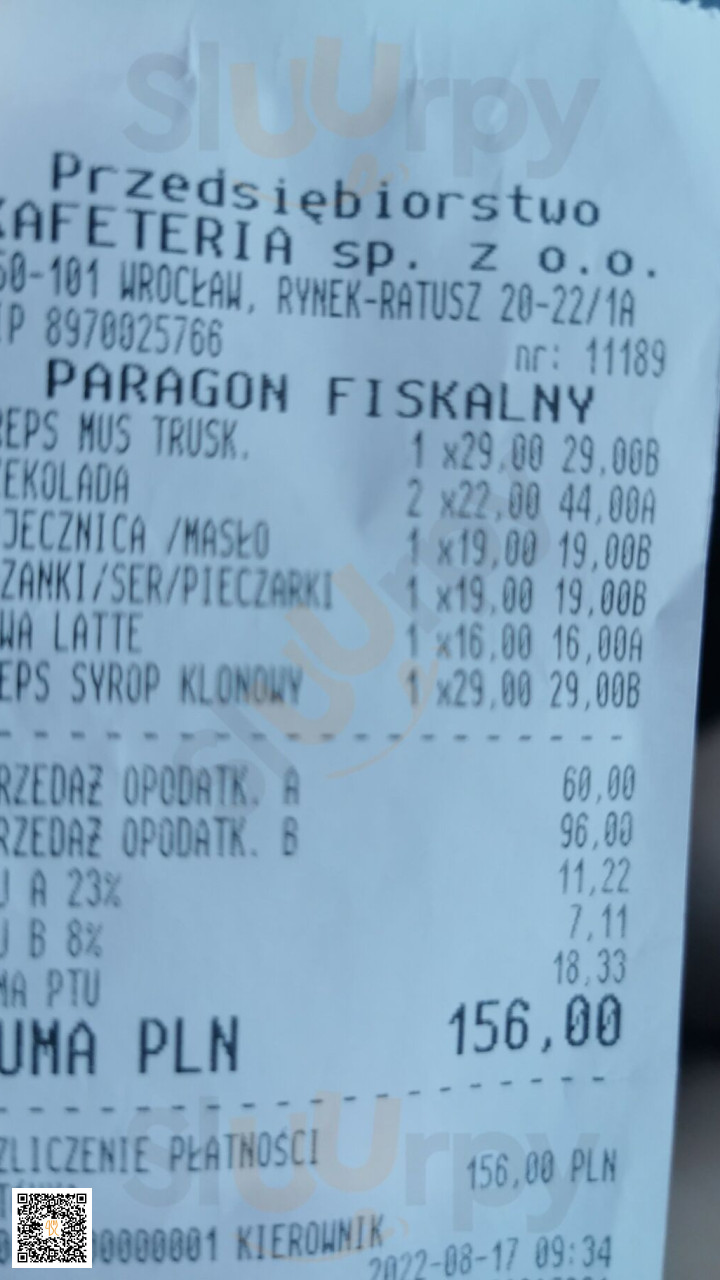 Sluurpy
Przedsiębiorstwo
KAFETERIA sp. z o.o.
50-101 WROCŁAW, RYNEK-RATUSZ 20-22/1A
IP 8970025766
nr: 11189
PARAGON FISKALNY
EPS MUS TRUSK. 1 x29,00 29,00B
EKOLADA 2 x22,00 44,00A
JECZNICA /MASŁO 1 x19,00 19,00B
ZANKI/SER/PIECZARKI 1 x19,00 19,00B
WA LATTE 1 x16,00 16,00A
EPS SYROP KLONOWY 1 x29,00 29,00B
RZEDAŻ OPODATK. A 60,00
RZEDAŻ OPODATK. B 96,00
U A 23% 11,22
U B 8% 7,11
MA PTU 18,33
UMA PLN 156,00
ZLICZENIE PŁATNOŚCI
156,00 PLN
0000001 KIEROWNIK
2022-08-17 09:34